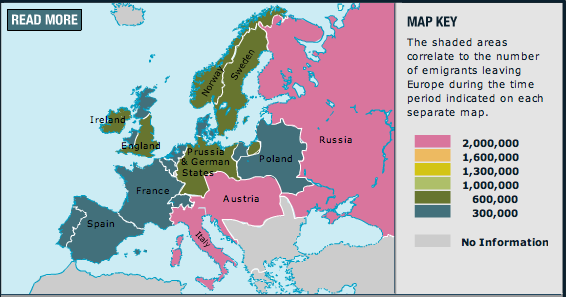 READ MORE
Norway
Sweden
Ireland
England
Prussia
& German
States
Poland
Russia
France
Austria
Spain
Italy
MAP KEY
The shaded areas
correlate to the number
of emigrants leaving
Europe during the time
period indicated on each
separate map.
2,000,000
1,600,000
1,300,000
1,000,000
600,000
300,000
No Information